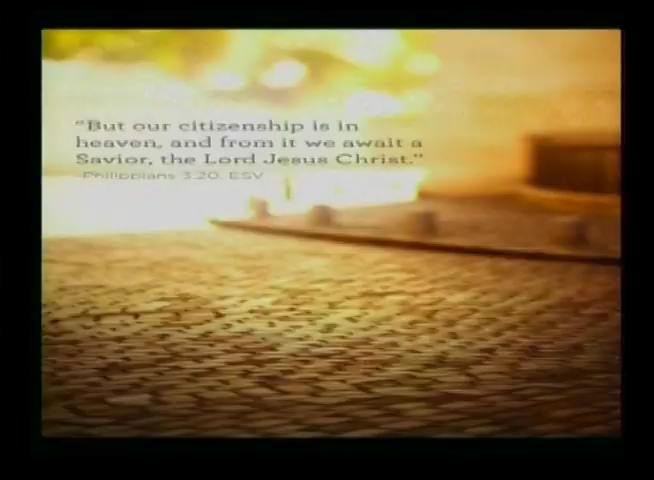 "But our citizenship is in
heaven, and from it we await a
Savior, the Lord Jesus Christ."
-Philippians 3.20, ESV